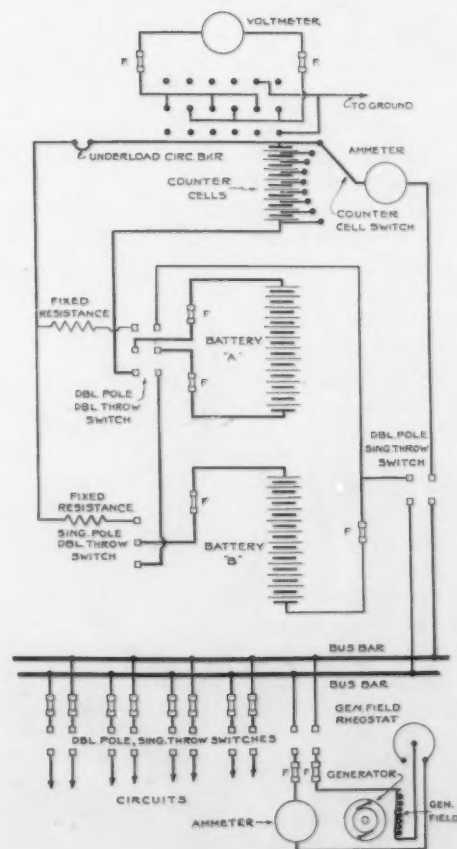 VOLTMETER
F.
F.
TO GROUND
UNDERLOAD CIRC. BKR.
AMMETER
COUNTER
CELLS
COUNTER
CELL SWITCH
FIXED
RESISTANCE
F
BATTERY
"A"
F
DBL. POLE
DBL. THROW
SWITCH
DBL. POLE
SING. THROW
SWITCH
FIXED
RESISTANCE
SING. POLE
DBL. THROW
SWITCH
F
BATTERY
"B"
F
BUS BAR
BUS BAR
GEN. FIELD
RHEOSTAT
DBL. POLE, SING. THROW SWITCHES
F
F
GENERATOR
CIRCUITS
AMMETER
GEN.
FIELD